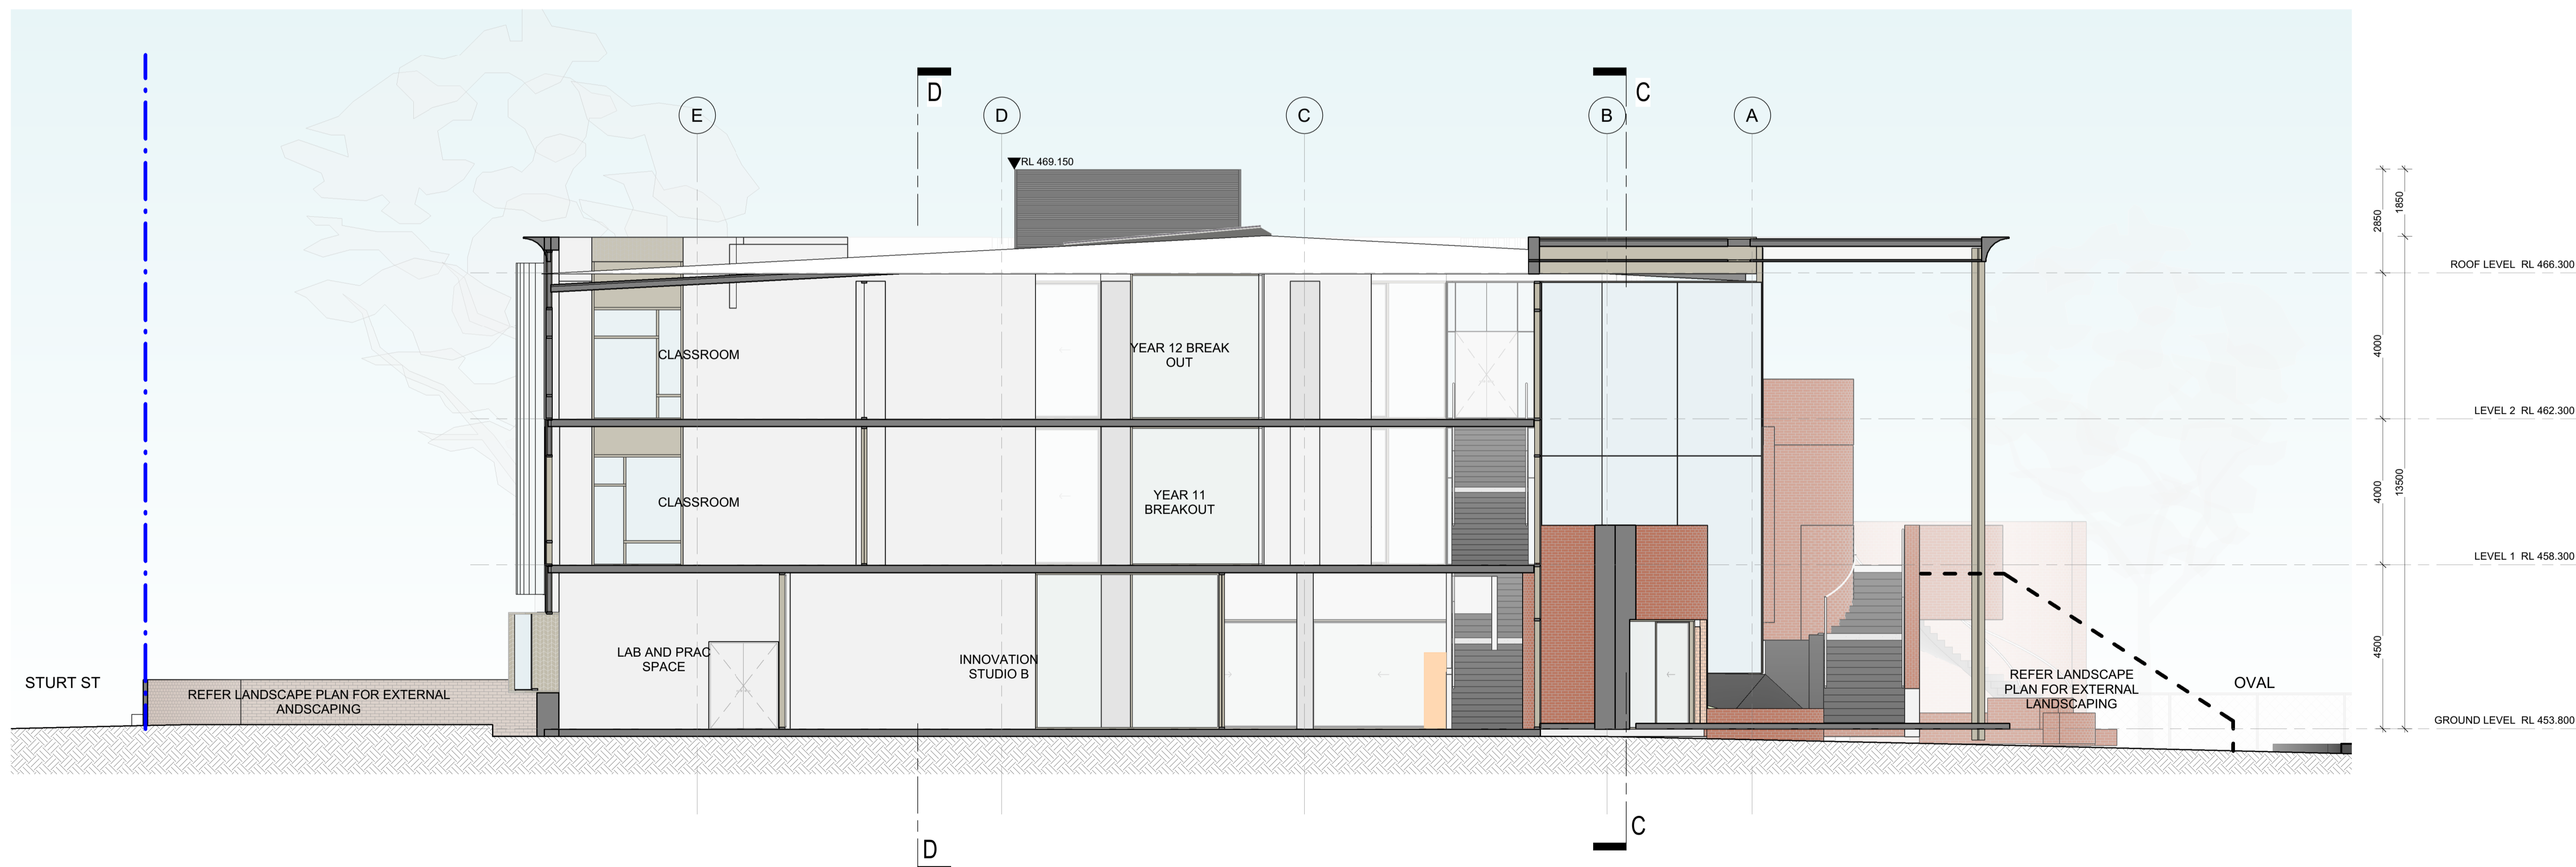 D
C
E
D
C
B
A
RL 469.150
2850
1850
ROOF LEVEL RL 466.300
CLASSROOM
YEAR 12 BREAK
OUT
4000
LEVEL 2 RL 462.300
CLASSROOM
YEAR 11
BREAKOUT
4000
13500
LEVEL 1 RL 458.300
LAB AND PRAC
SPACE
INNOVATION
STUDIO B
4500
STURT ST
REFER LANDSCAPE PLAN FOR EXTERNAL
ANDSCAPING
REFER LANDSCAPE
PLAN FOR EXTERNAL
LANDSCAPING
OVAL
GROUND LEVEL RL 453.800
C
D